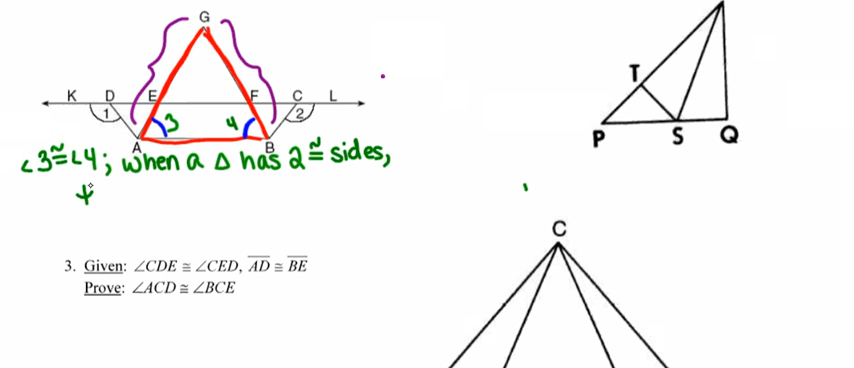 G
K D E F C L
1 3 4 2
A B
∠3≅∠4; when a Δ has 2 ≅ sides,
T
P S Q
C
3. Given: ∠CDE ≅ ∠CED, AD ≅ BE
Prove: ∠ACD ≅ ∠BCE